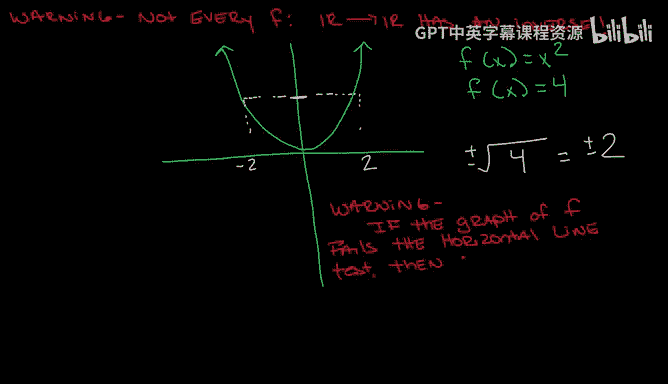 WARNING - NOT EVERY f: ℝ → ℝ HAS AN INVERSE!
GPT中英字幕课程资源 bilibili
f(x) = x²
f(x) = 4
±√4 = ±2
-2 2
WARNING -
IF THE GRAPH OF f
FAILS THE HORIZONTAL LINE
TEST, THEN